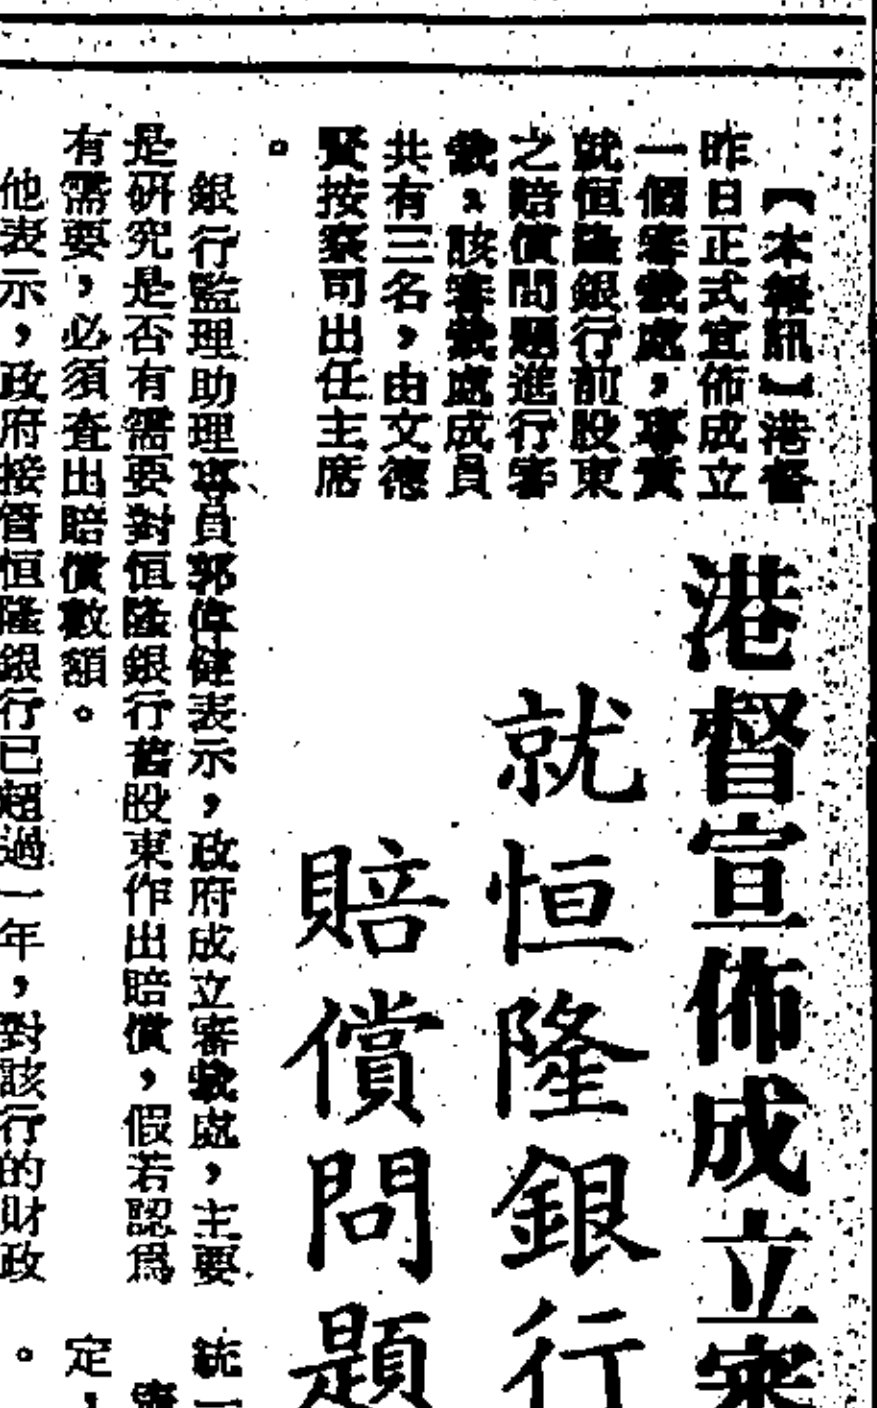 港督宣佈成立審
就恒隆銀行
賠償問題
【本報訊】港督
昨日正式宣佈成立
一個審裁處，專責
就恒隆銀行前股東
之賠償問題進行審
裁。該審裁處成員
共有三名，由文德
賢按察司出任主席
。
銀行監理助理專員郭偉健表示，政府成立審裁處，主要
是研究是否有需要對恒隆銀行舊股東作出賠償，假若認為
有需要，必須查出賠償數額。
他表示，政府接管恒隆銀行已超過一年，對該行的財政
統一
定，
。